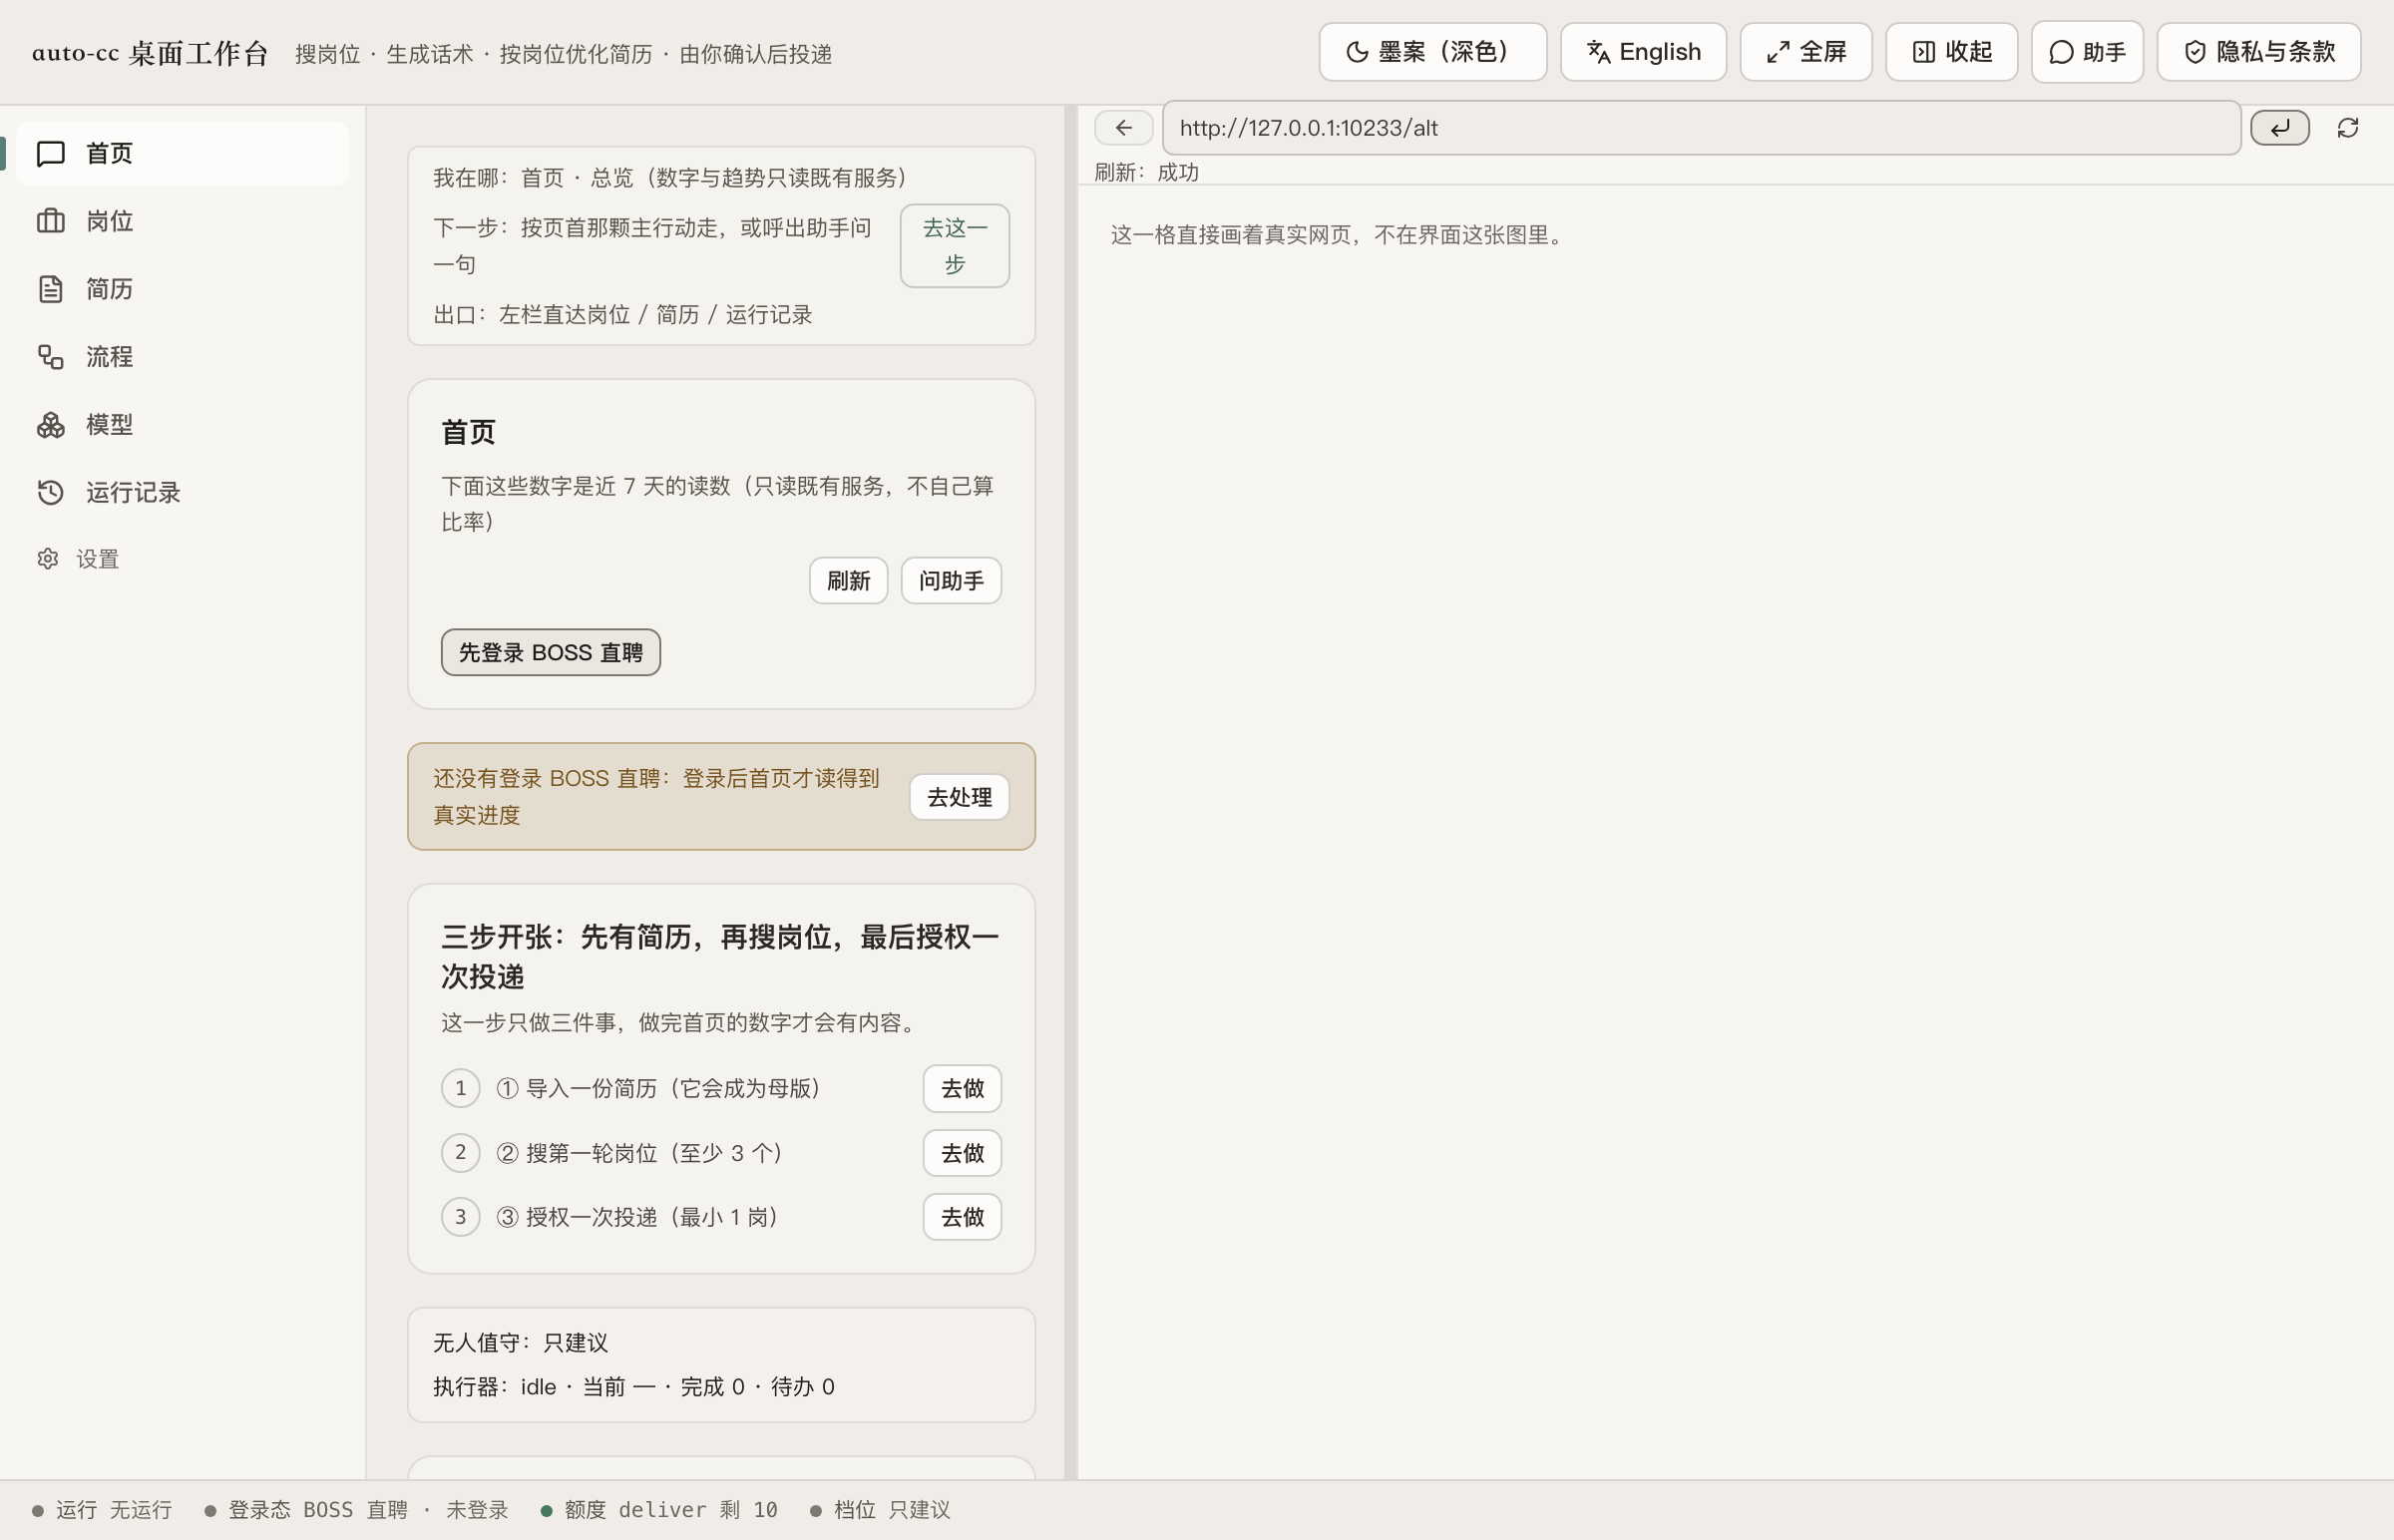 auto-cc 桌面工作台
搜岗位 · 生成话术 · 按岗位优化简历 · 由你确认后投递
墨案（深色）
English
全屏
收起
助手
隐私与条款
首页
岗位
简历
流程
模型
运行记录
设置
我在哪：首页 · 总览（数字与趋势只读既有服务）
下一步：按页首那颗主行动走，或呼出助手问
一句
去这一
步
出口：左栏直达岗位 / 简历 / 运行记录
首页
下面这些数字是近 7 天的读数（只读既有服务，不自己算
比率）
刷新
问助手
先登录 BOSS 直聘
还没有登录 BOSS 直聘：登录后首页才读得到
真实进度
去处理
三步开张：先有简历，再搜岗位，最后授权一
次投递
这一步只做三件事，做完首页的数字才会有内容。
1 ① 导入一份简历（它会成为母版）
去做
2 ② 搜第一轮岗位（至少 3 个）
去做
3 ③ 授权一次投递（最小 1 岗）
去做
无人值守：只建议
执行器：idle · 当前 — · 完成 0 · 待办 0
http://127.0.0.1:10233/alt
刷新：成功
这一格直接画着真实网页，不在界面这张图里。
运行 无运行
登录态 BOSS 直聘 · 未登录
额度 deliver 剩 10
档位 只建议